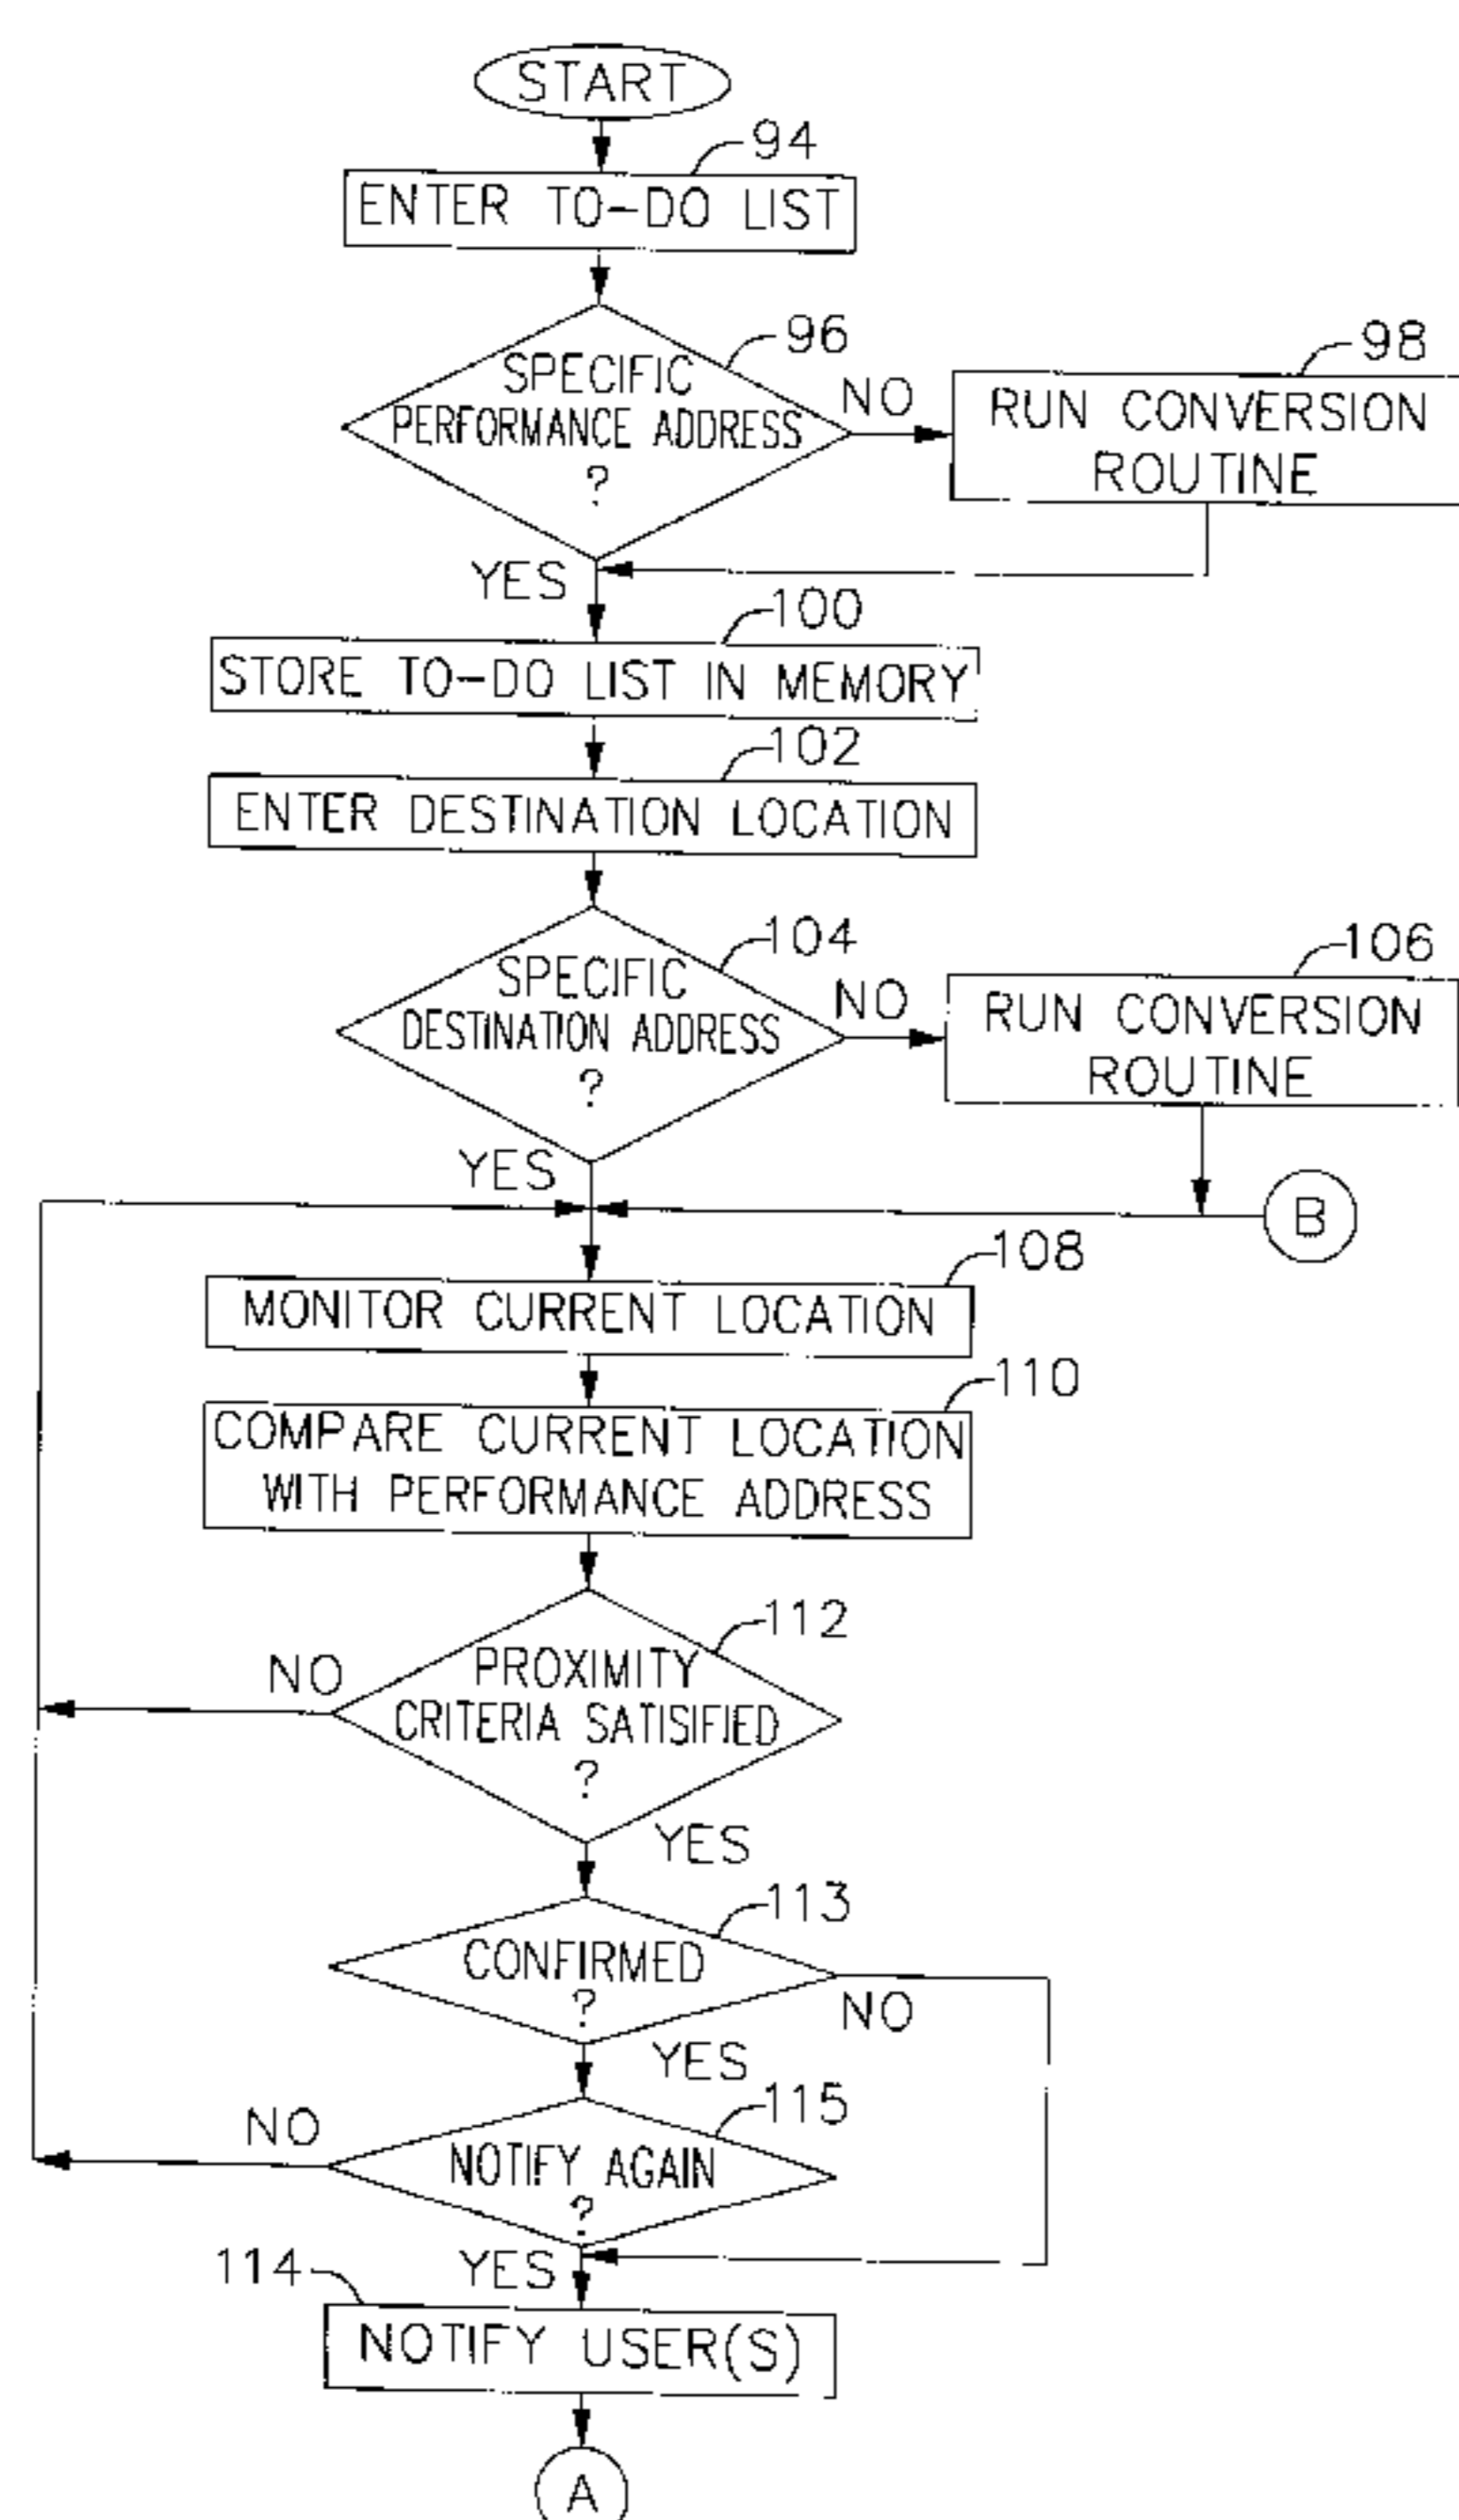 START
94
ENTER TO-DO LIST
96
SPECIFIC
PERFORMANCE ADDRESS
?
NO
98
RUN CONVERSION
ROUTINE
YES
100
STORE TO-DO LIST IN MEMORY
102
ENTER DESTINATION LOCATION
104
SPECIFIC
DESTINATION ADDRESS
?
NO
106
RUN CONVERSION
ROUTINE
YES
B
108
MONITOR CURRENT LOCATION
110
COMPARE CURRENT LOCATION
WITH PERFORMANCE ADDRESS
112
PROXIMITY
CRITERIA SATISIFIED
?
NO
YES
113
CONFIRMED
?
NO
YES
115
NOTIFY AGAIN
?
NO
YES
114
NOTIFY USER(S)
A